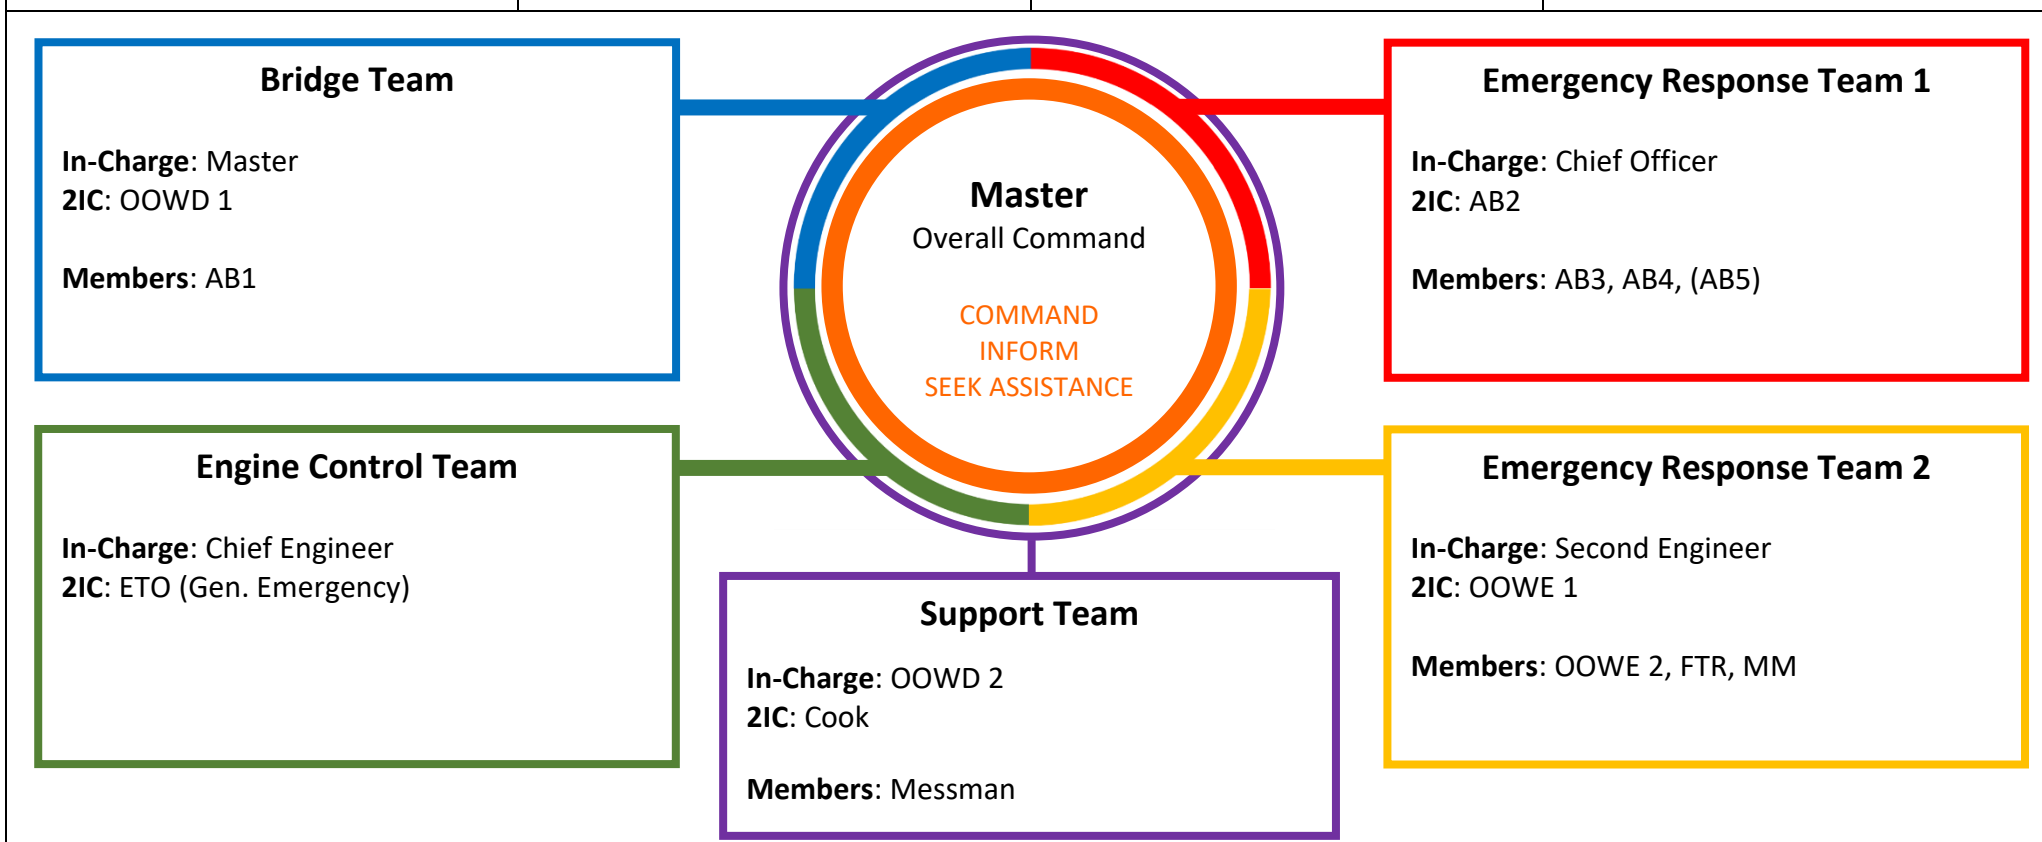 Bridge Team
In-Charge: Master
2IC: OOWD 1
Members: AB1
Master
Overall Command
COMMAND
INFORM
SEEK ASSISTANCE
Emergency Response Team 1
In-Charge: Chief Officer
2IC: AB2
Members: AB3, AB4, (AB5)
Engine Control Team
In-Charge: Chief Engineer
2IC: ETO (Gen. Emergency)
Support Team
In-Charge: OOWD 2
2IC: Cook
Members: Messman
Emergency Response Team 2
In-Charge: Second Engineer
2IC: OOWE 1
Members: OOWE 2, FTR, MM